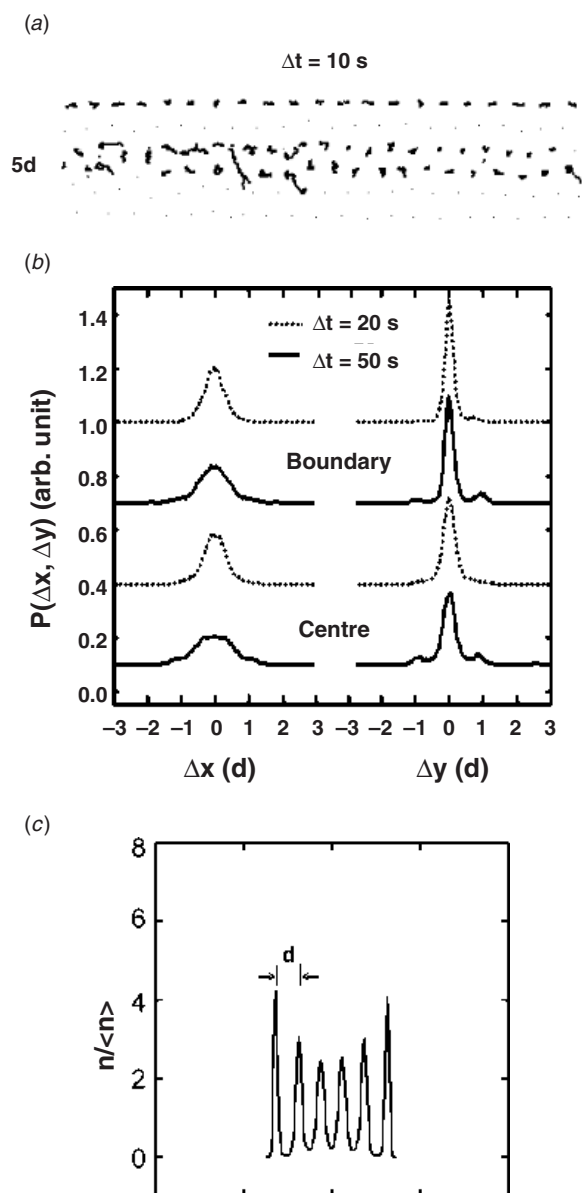 (a)
Δt = 10 s
5d
(b)
1.4
1.2
1.0
0.8
0.6
0.4
0.2
0.0
P(Δx, Δy) (arb. unit)
Δt = 20 s
Δt = 50 s
Boundary
Centre
–3 –2 –1 0 1 2 3 –2 –1 0 1 2 3
Δx (d) Δy (d)
(c)
8
6
4
2
0
n/<n>
d